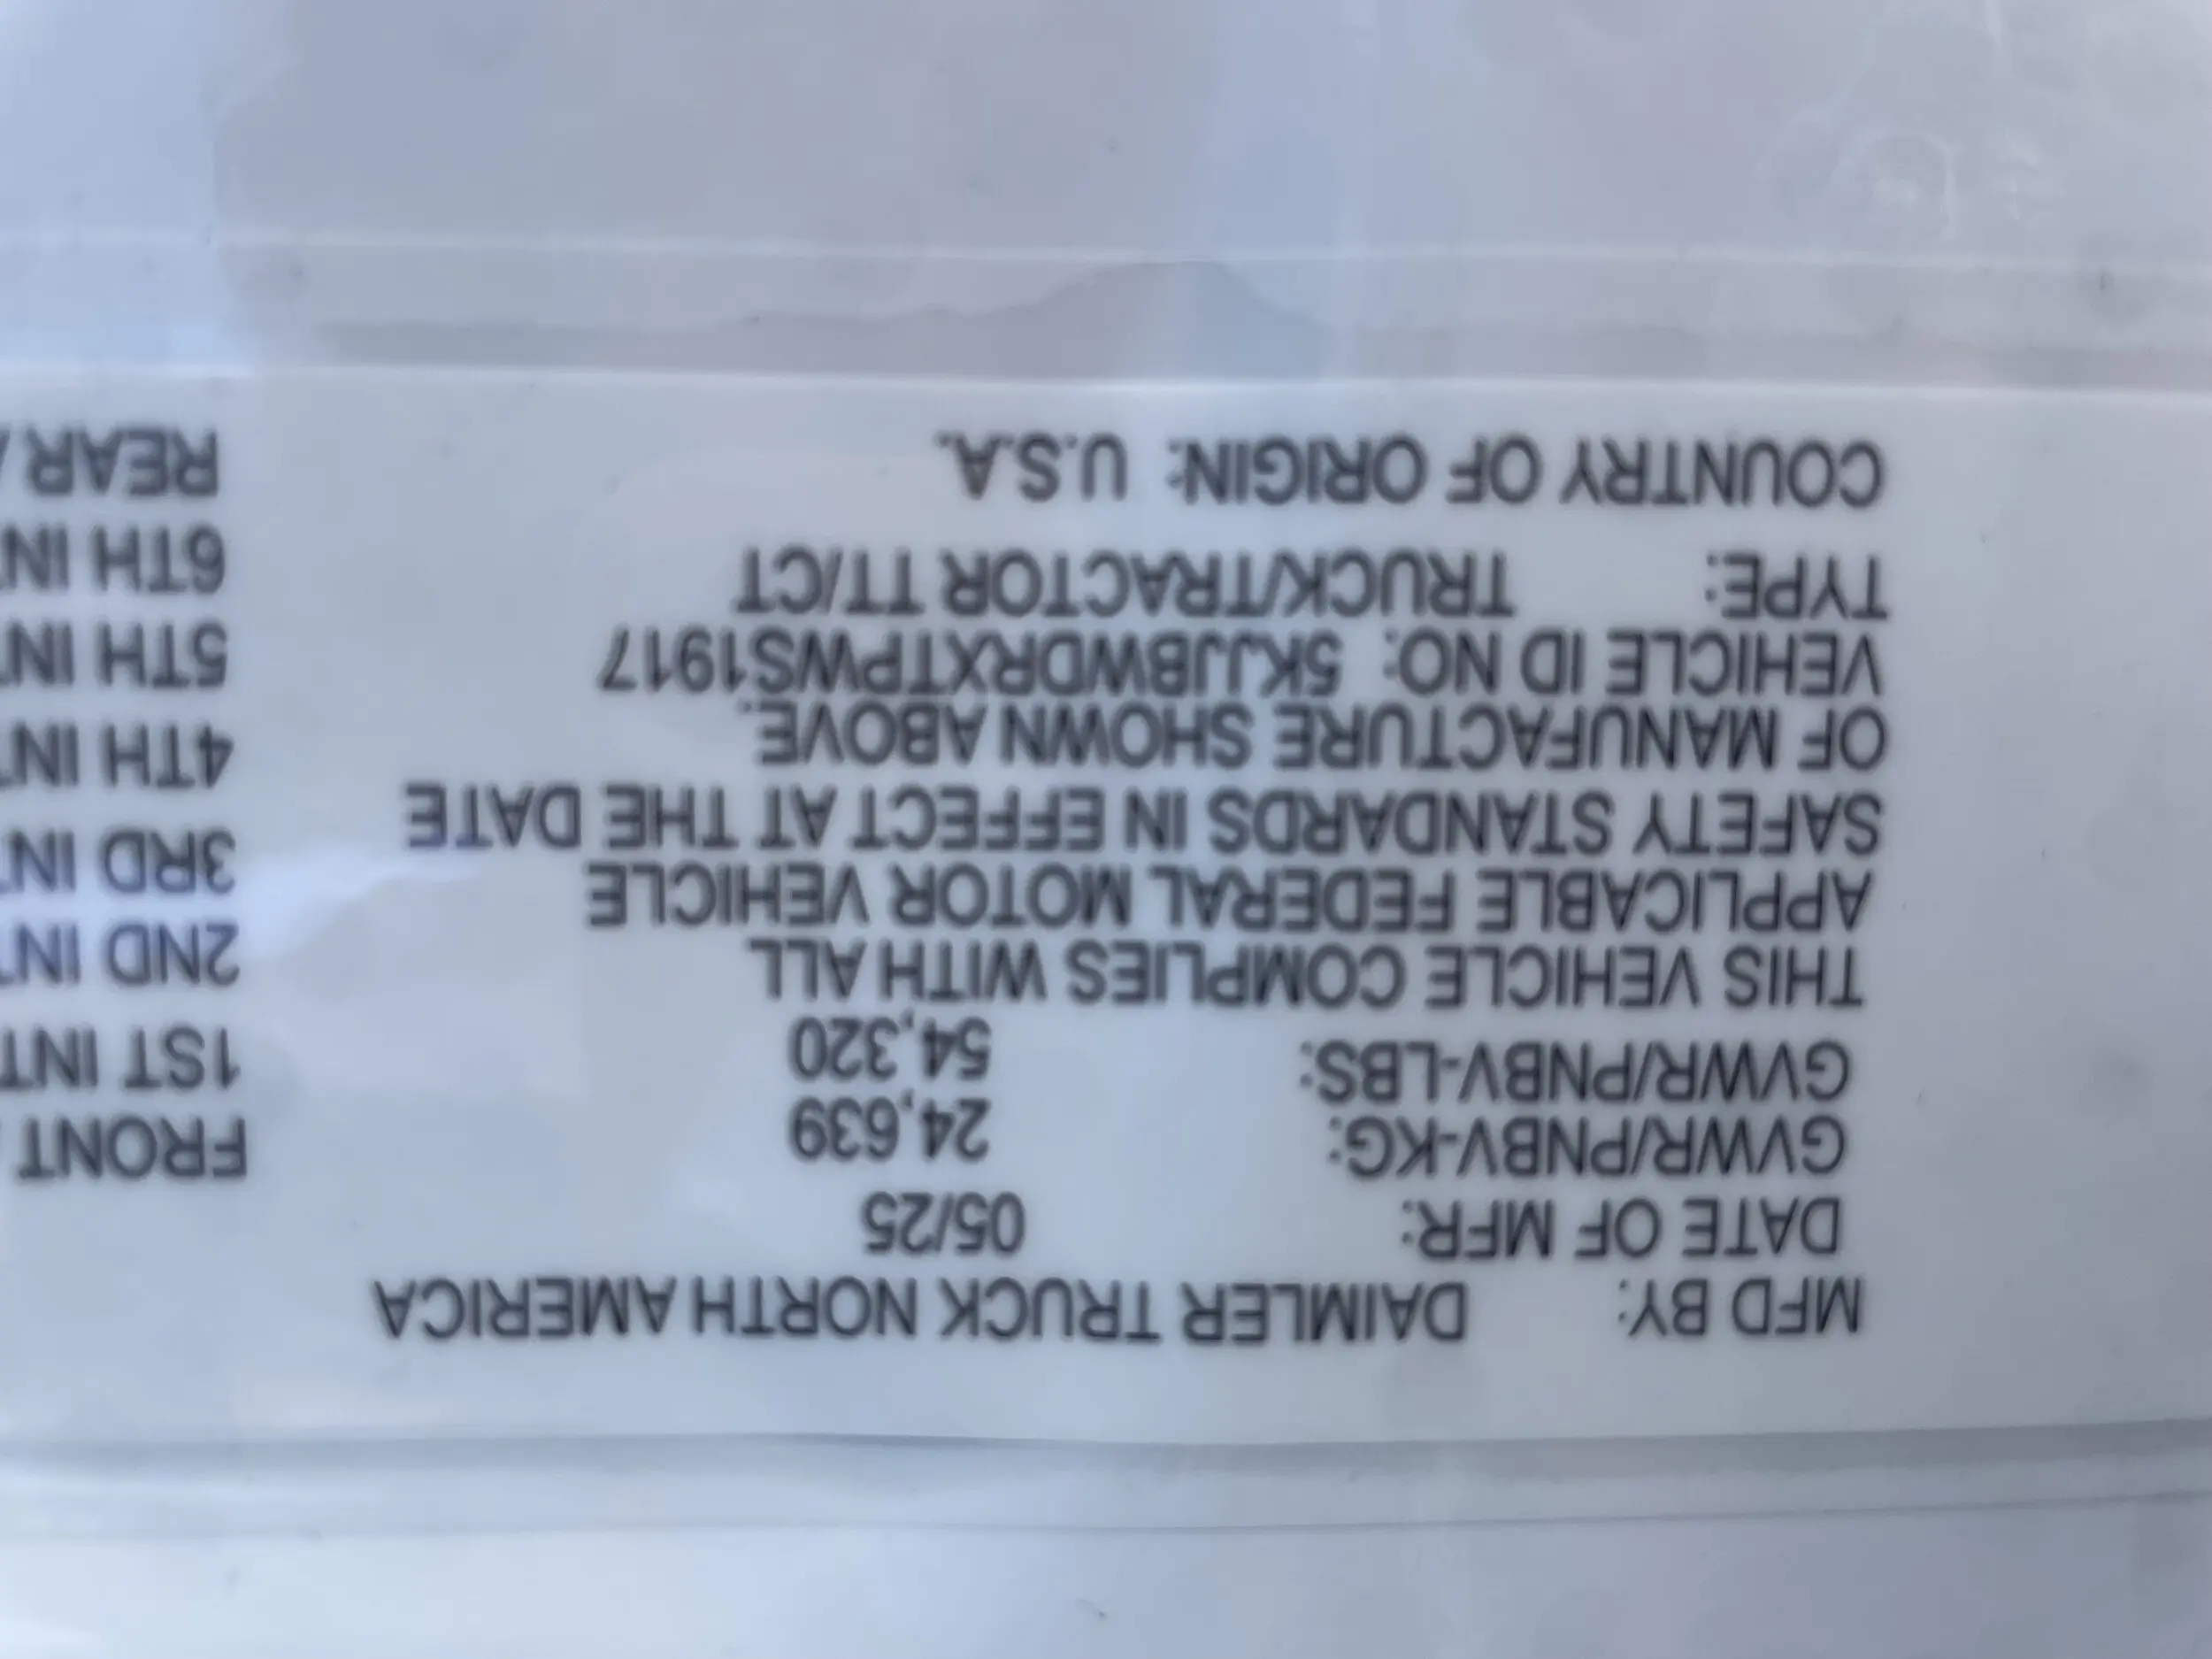 MFD BY: DAIMLER TRUCK NORTH AMERICA
DATE OF MFR: 05/25
GVWR/PNBV-KG: 24,639
GVWR/PNBV-LBS: 54,320
THIS VEHICLE COMPLIES WITH ALL
APPLICABLE FEDERAL MOTOR VEHICLE
SAFETY STANDARDS IN EFFECT AT THE DATE
OF MANUFACTURE SHOWN ABOVE.
VEHICLE ID NO.: 5KJJBWDRXTPWS1917
TYPE: TRUCK/TRACTOR TT/CT
COUNTRY OF ORIGIN: U.S.A.
FRONT
1ST INT
2ND INT
3RD INT
4TH INT
5TH INT
6TH INT
REAR